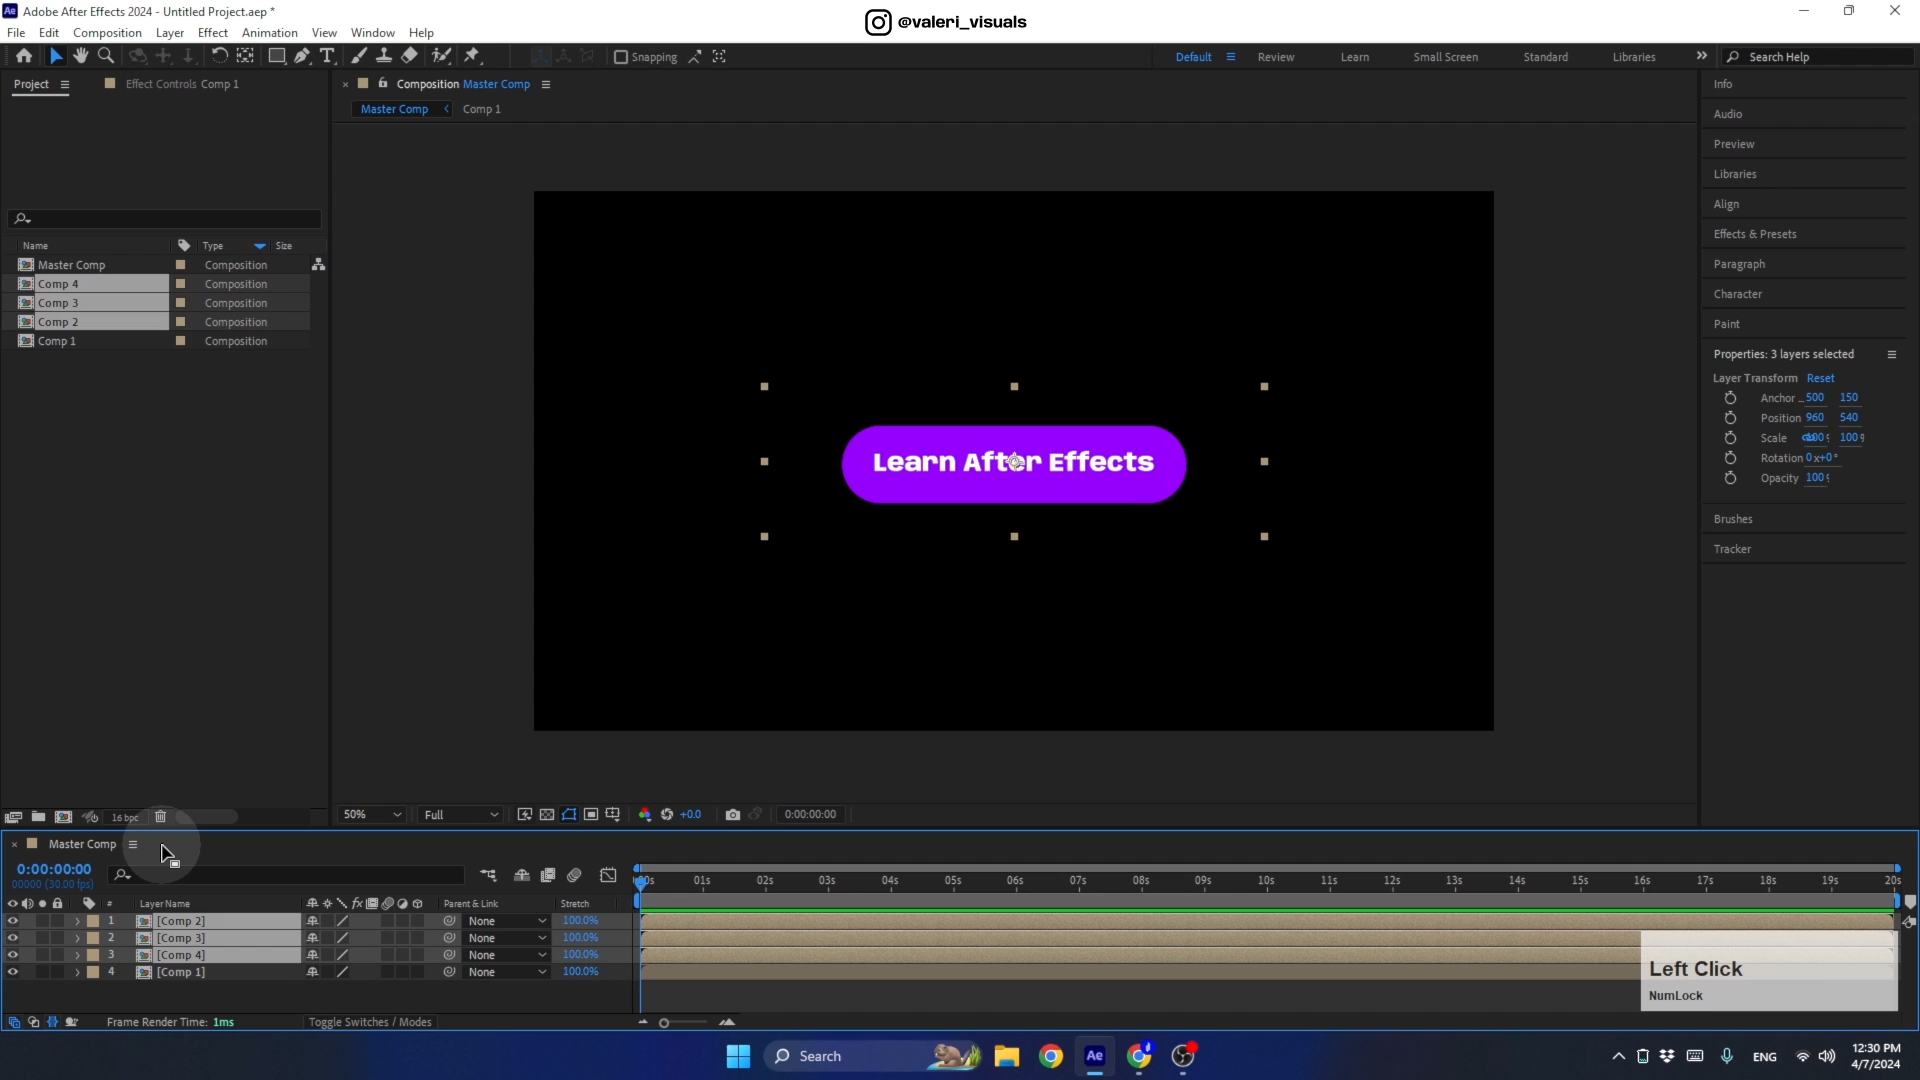 Adobe After Effects 2024 - Untitled Project.aep *
@valeri_visuals
File Edit Composition Layer Effect Animation View Window Help
Snapping
Default Review Learn Small Screen Standard Libraries
Search Help
Project
Effect Controls Comp 1
Composition Master Comp
Master Comp Comp 1
Name Type Size
Master Comp Composition
Comp 4 Composition
Comp 3 Composition
Comp 2 Composition
Comp 1 Composition
Learn After Effects
Info
Audio
Preview
Libraries
Align
Effects & Presets
Paragraph
Character
Paint
Properties: 3 layers selected
Layer Transform Reset
Anchor 500 150
Position 960 540
Scale 100 100
Rotation 0x+0°
Opacity 100
Brushes
Tracker
16 bpc
50% Full +0.0 0:00:00:00
Master Comp
0:00:00:00
00000 (30.00 fps)
01s 02s 03s 04s 05s 06s 07s 08s 09s 10s 11s 12s 13s 14s 15s 16s 17s 18s 19s 20s
# Layer Name fx Parent & Link Stretch
1 [Comp 2] None 100.0%
2 [Comp 3] None 100.0%
3 [Comp 4] None 100.0%
4 [Comp 1] None 100.0%
Left Click
NumLock
Frame Render Time: 1ms
Toggle Switches / Modes
Search
Ae
ENG
12:30 PM
4/7/2024